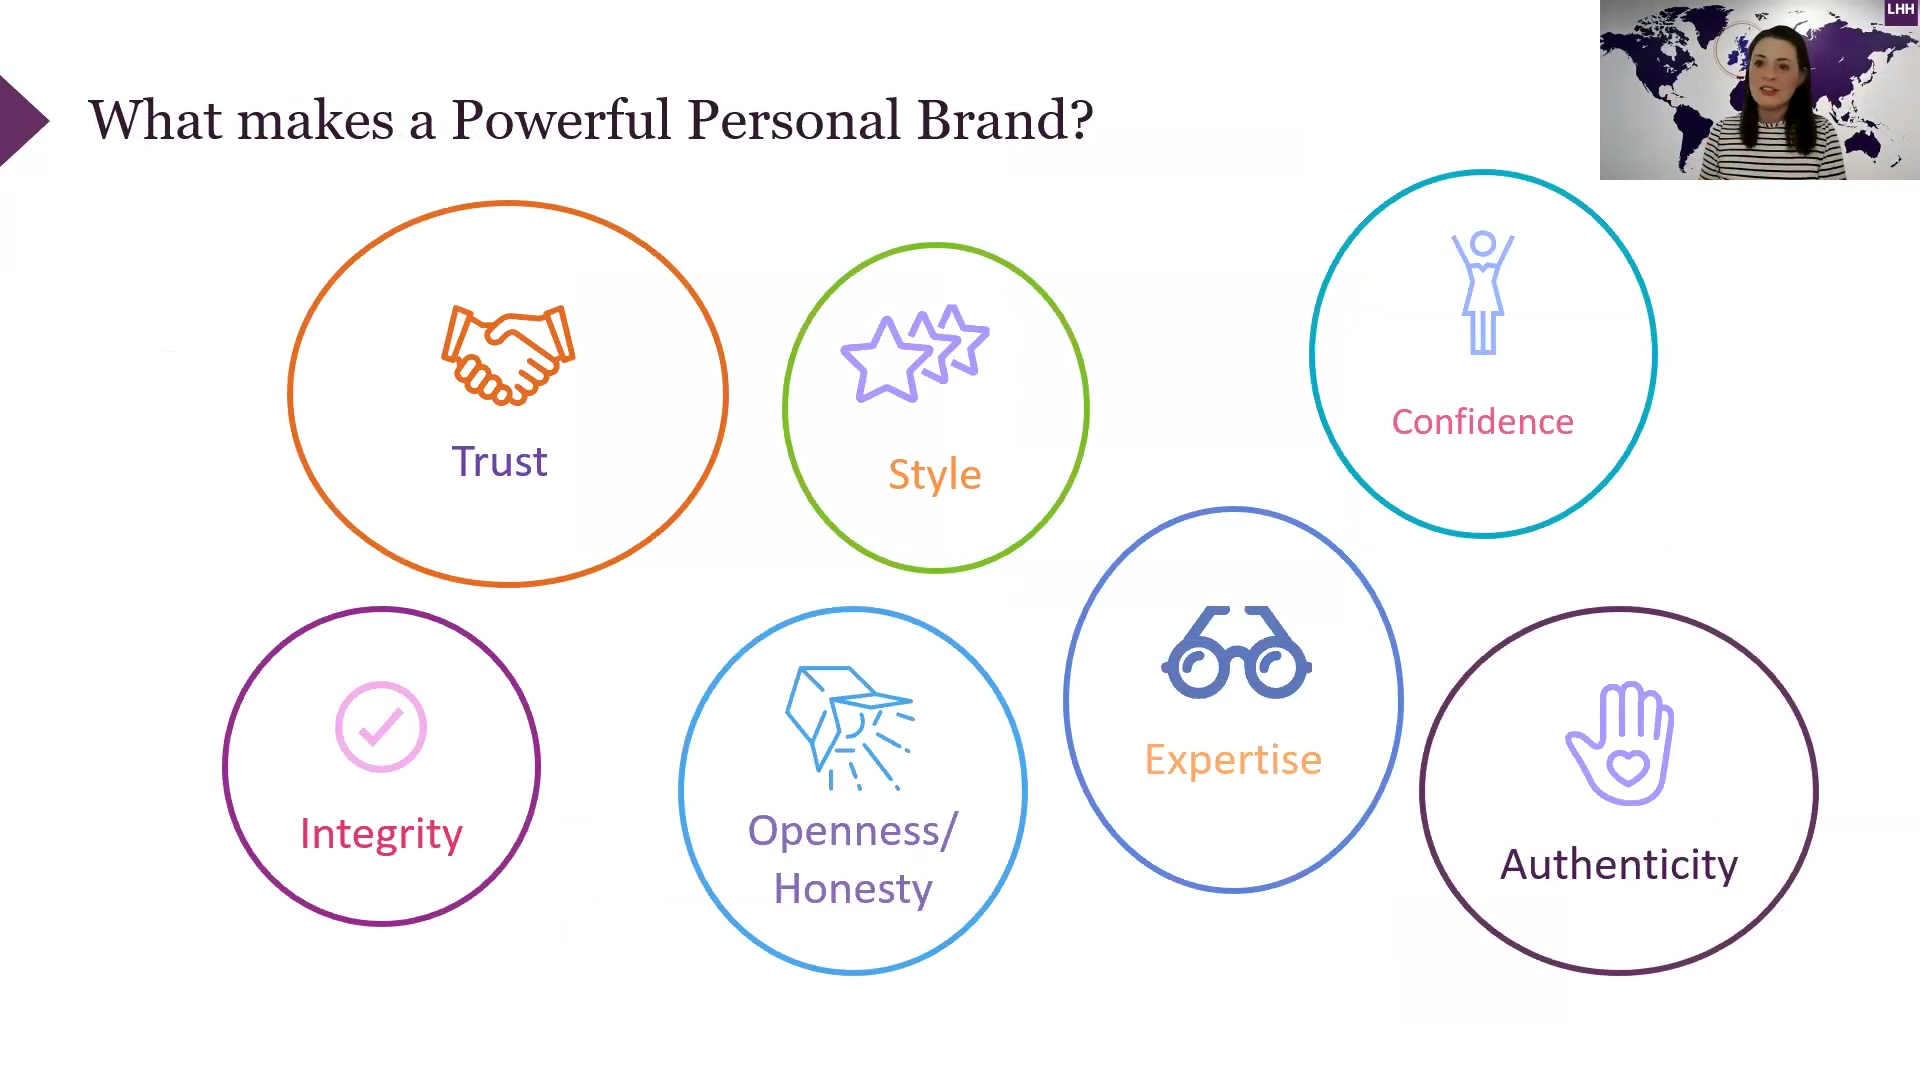 LHH
What makes a Powerful Personal Brand?
Trust
Style
Confidence
Integrity
Openness/
Honesty
Expertise
Authenticity